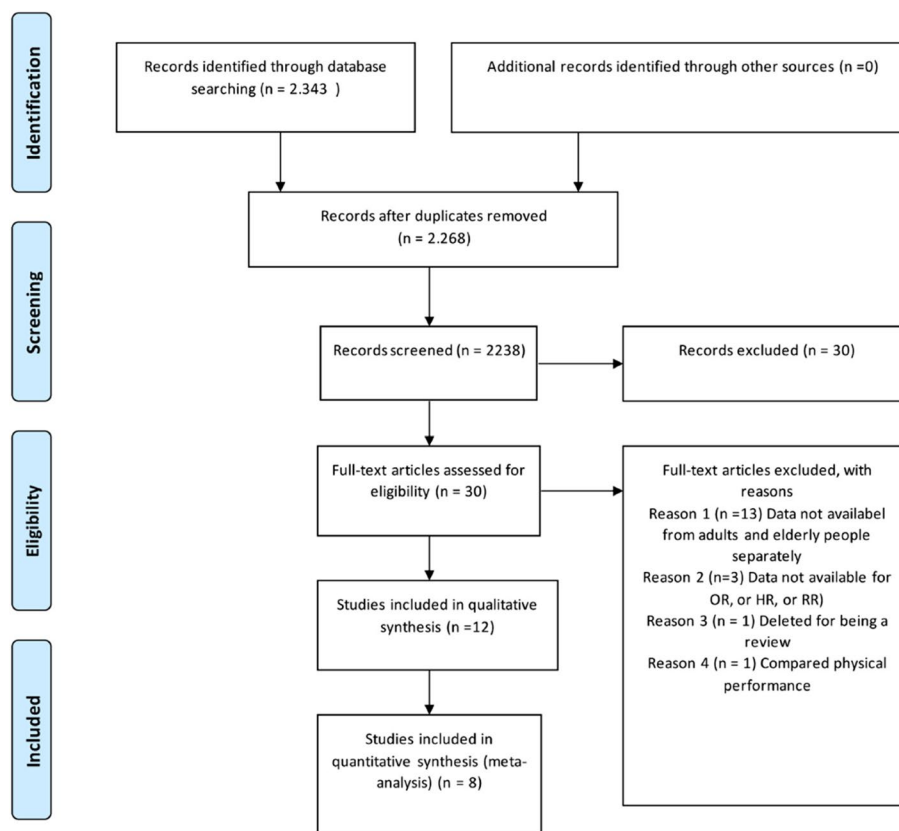 Identification
Records identified through database
searching (n = 2.343 )
Additional records identified through other sources (n =0)
Records after duplicates removed
(n = 2.268)
Screening
Records screened (n = 2238)
Records excluded (n = 30)
Eligibility
Full-text articles assessed for
eligibility (n = 30)
Full-text articles excluded, with
reasons
Reason 1 (n =13) Data not availabel
from adults and elderly people
separately
Reason 2 (n=3) Data not available for
OR, or HR, or RR)
Reason 3 (n = 1) Deleted for being a
review
Reason 4 (n = 1) Compared physical
performance
Studies included in qualitative
synthesis (n =12)
Included
Studies included in
quantitative synthesis (meta-
analysis) (n = 8)